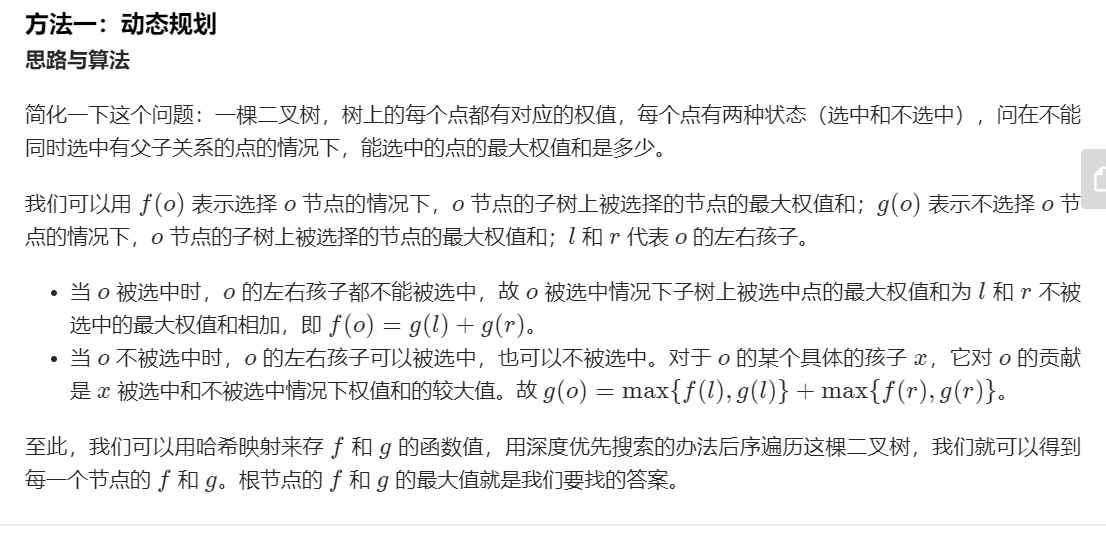 方法一：动态规划
思路与算法
简化一下这个问题：一棵二叉树，树上的每个点都有对应的权值，每个点有两种状态（选中和不选中），问在不能
同时选中有父子关系的点的情况下，能选中的点的最大权值和是多少。
我们可以用 f(o) 表示选择 o 节点的情况下，o 节点的子树上被选择的节点的最大权值和；g(o) 表示不选择 o 节
点的情况下，o 节点的子树上被选择的节点的最大权值和；l 和 r 代表 o 的左右孩子。
• 当 o 被选中时，o 的左右孩子都不能被选中，故 o 被选中情况下子树上被选中点的最大权值和为 l 和 r 不被
选中的最大权值和相加，即 f(o) = g(l) + g(r)。
• 当 o 不被选中时，o 的左右孩子可以被选中，也可以不被选中。对于 o 的某个具体的孩子 x，它对 o 的贡献
是 x 被选中和不被选中情况下权值和的较大值。故 g(o) = max{f(l), g(l)} + max{f(r), g(r)}。
至此，我们可以用哈希映射来存 f 和 g 的函数值，用深度优先搜索的办法后序遍历这棵二叉树，我们就可以得到
每一个节点的 f 和 g。根节点的 f 和 g 的最大值就是我们要找的答案。